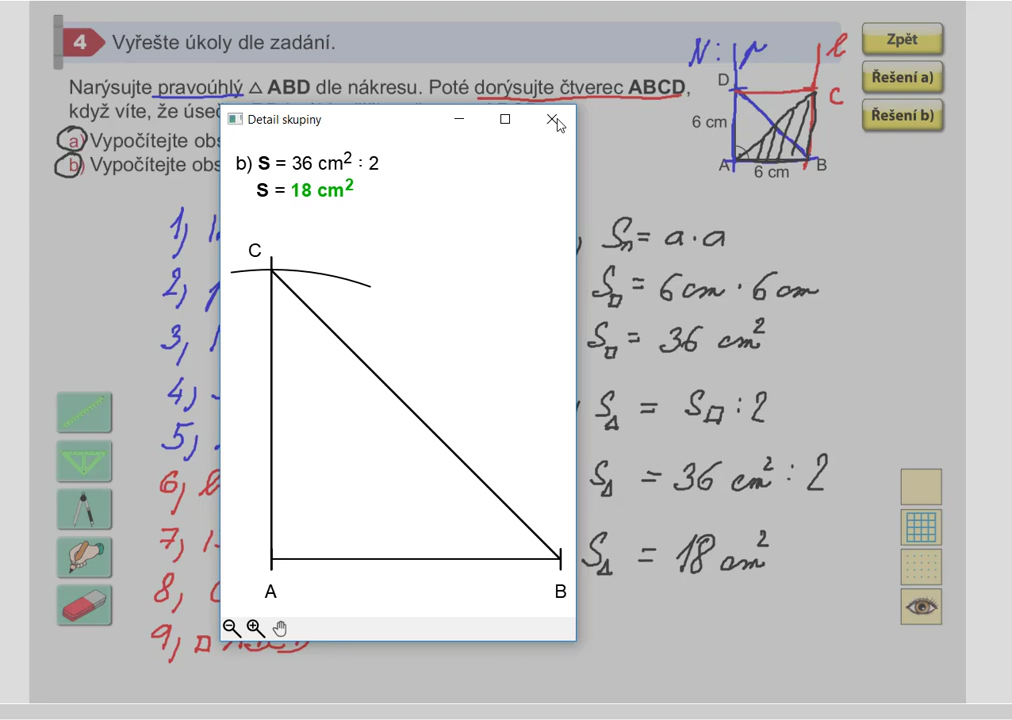 4 Vyřešte úkoly dle zadání.
Zpět
Řešení a)
Řešení b)
Narýsujte pravoúhlý △ ABD dle nákresu. Poté dorýsujte čtverec ABCD,
když víte, že úseč
a) Vypočítejte obs
b) Vypočítejte obs
N: p
D
C
6 cm
A
B
6 cm
Detail skupiny
b) S = 36 cm² : 2
S = 18 cm²
C
A
B
1,
2,
3,
4,
5,
6,
7,
8,
9, □
S□ = a · a
S□ = 6 cm · 6 cm
S□ = 36 cm²
S△ = S□ : 2
S△ = 36 cm² : 2
S△ = 18 cm²